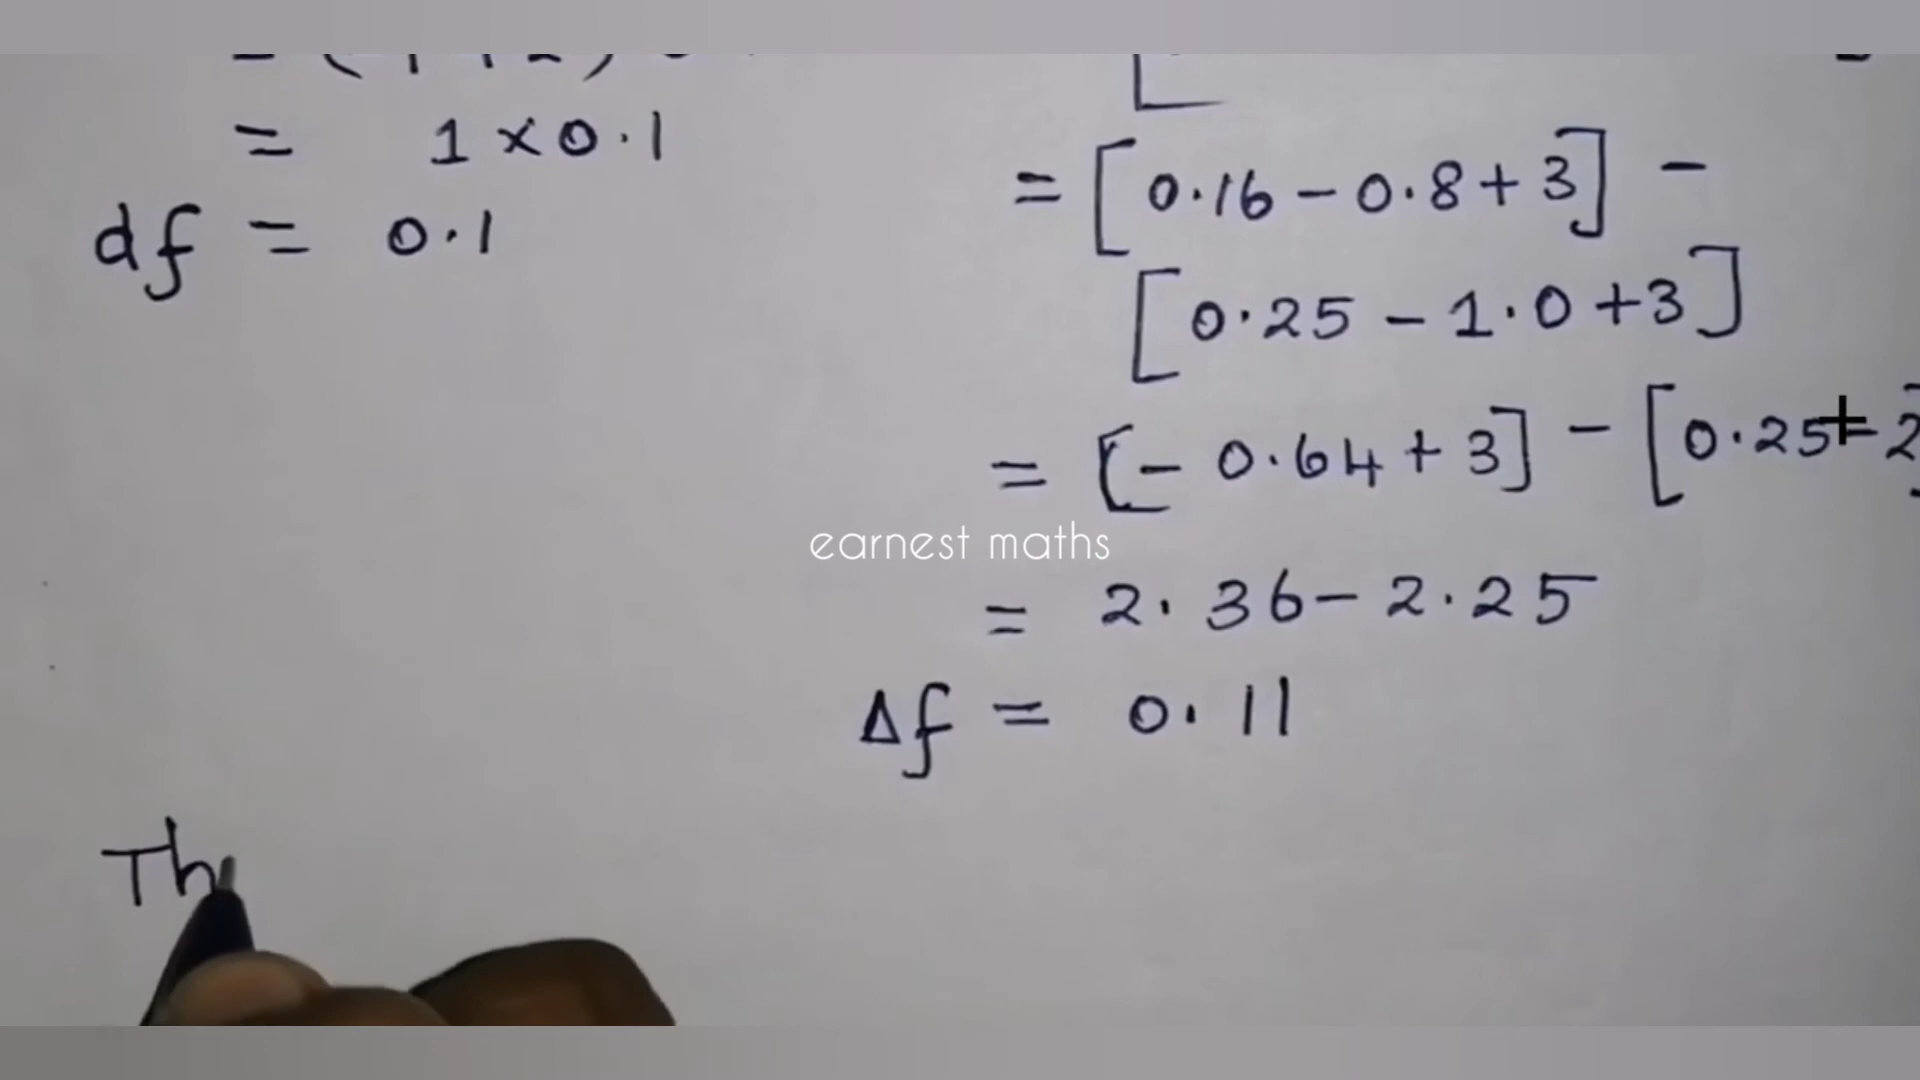 = 1 × 0.1
df = 0.1
= [0.16 - 0.8 + 3] -
[0.25 - 1.0 + 3]
= [- 0.64 + 3] - [0.25 + 2]
= 2.36 - 2.25
Δf = 0.11
earnest maths
Th